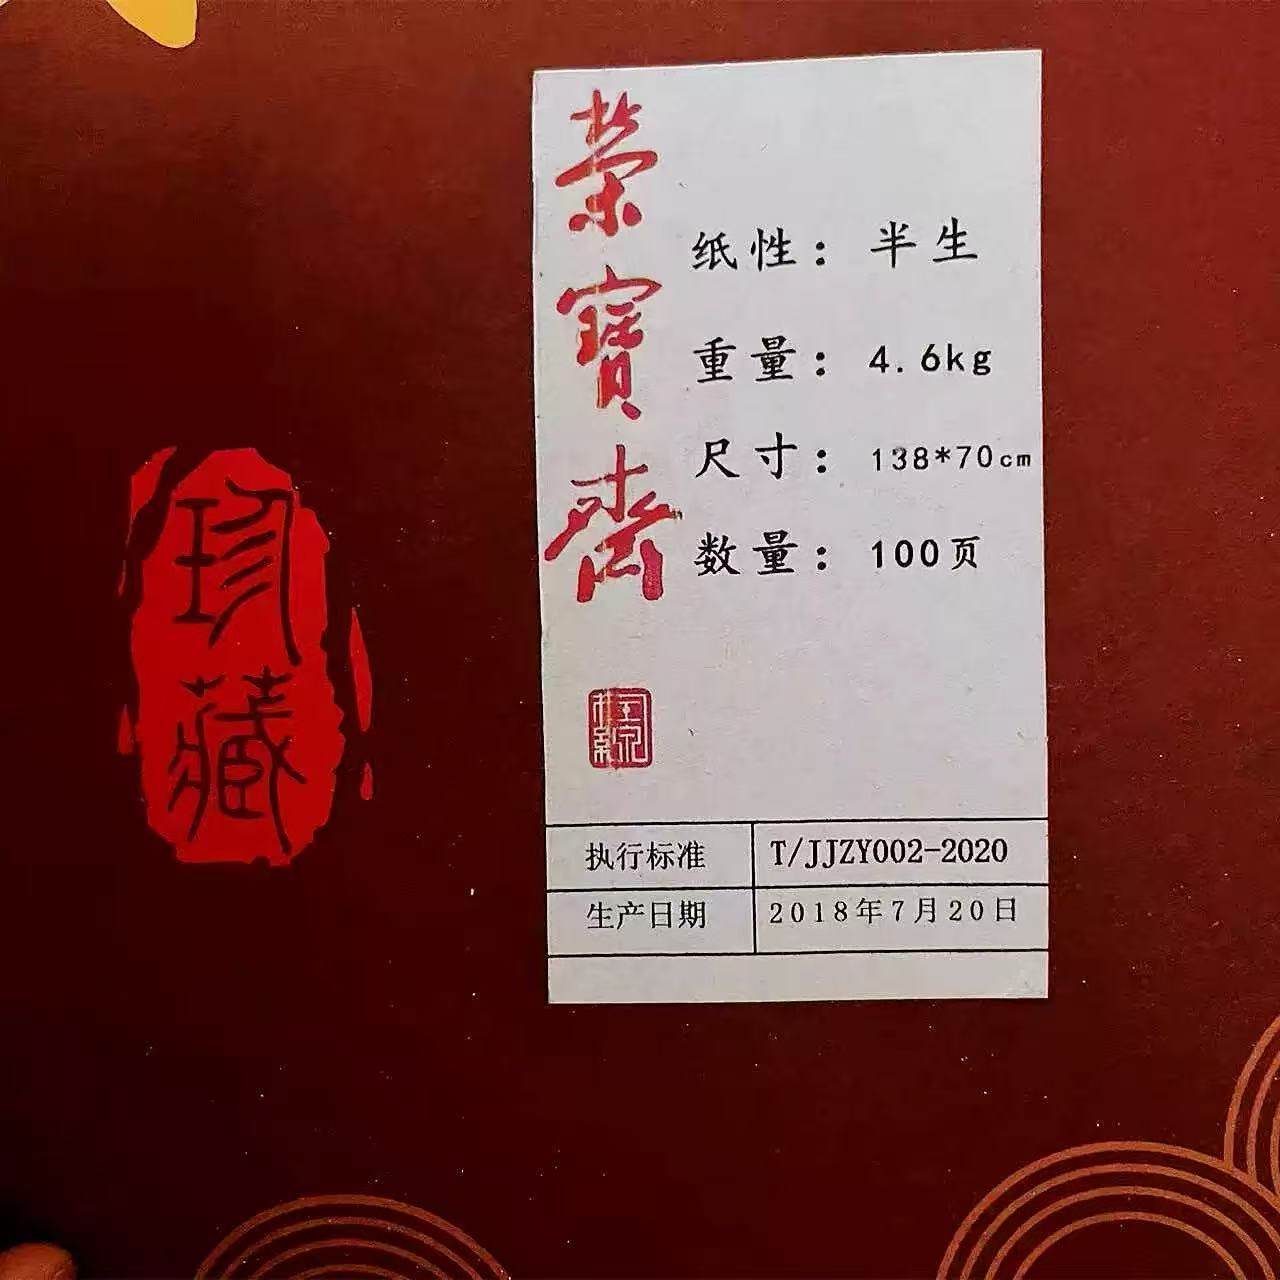 珍藏
榮寶齋
纸性：半生
重量：4.6kg
尺寸：138*70cm
数量：100页
执行标准 T/JJZY002-2020
生产日期 2018年7月20日